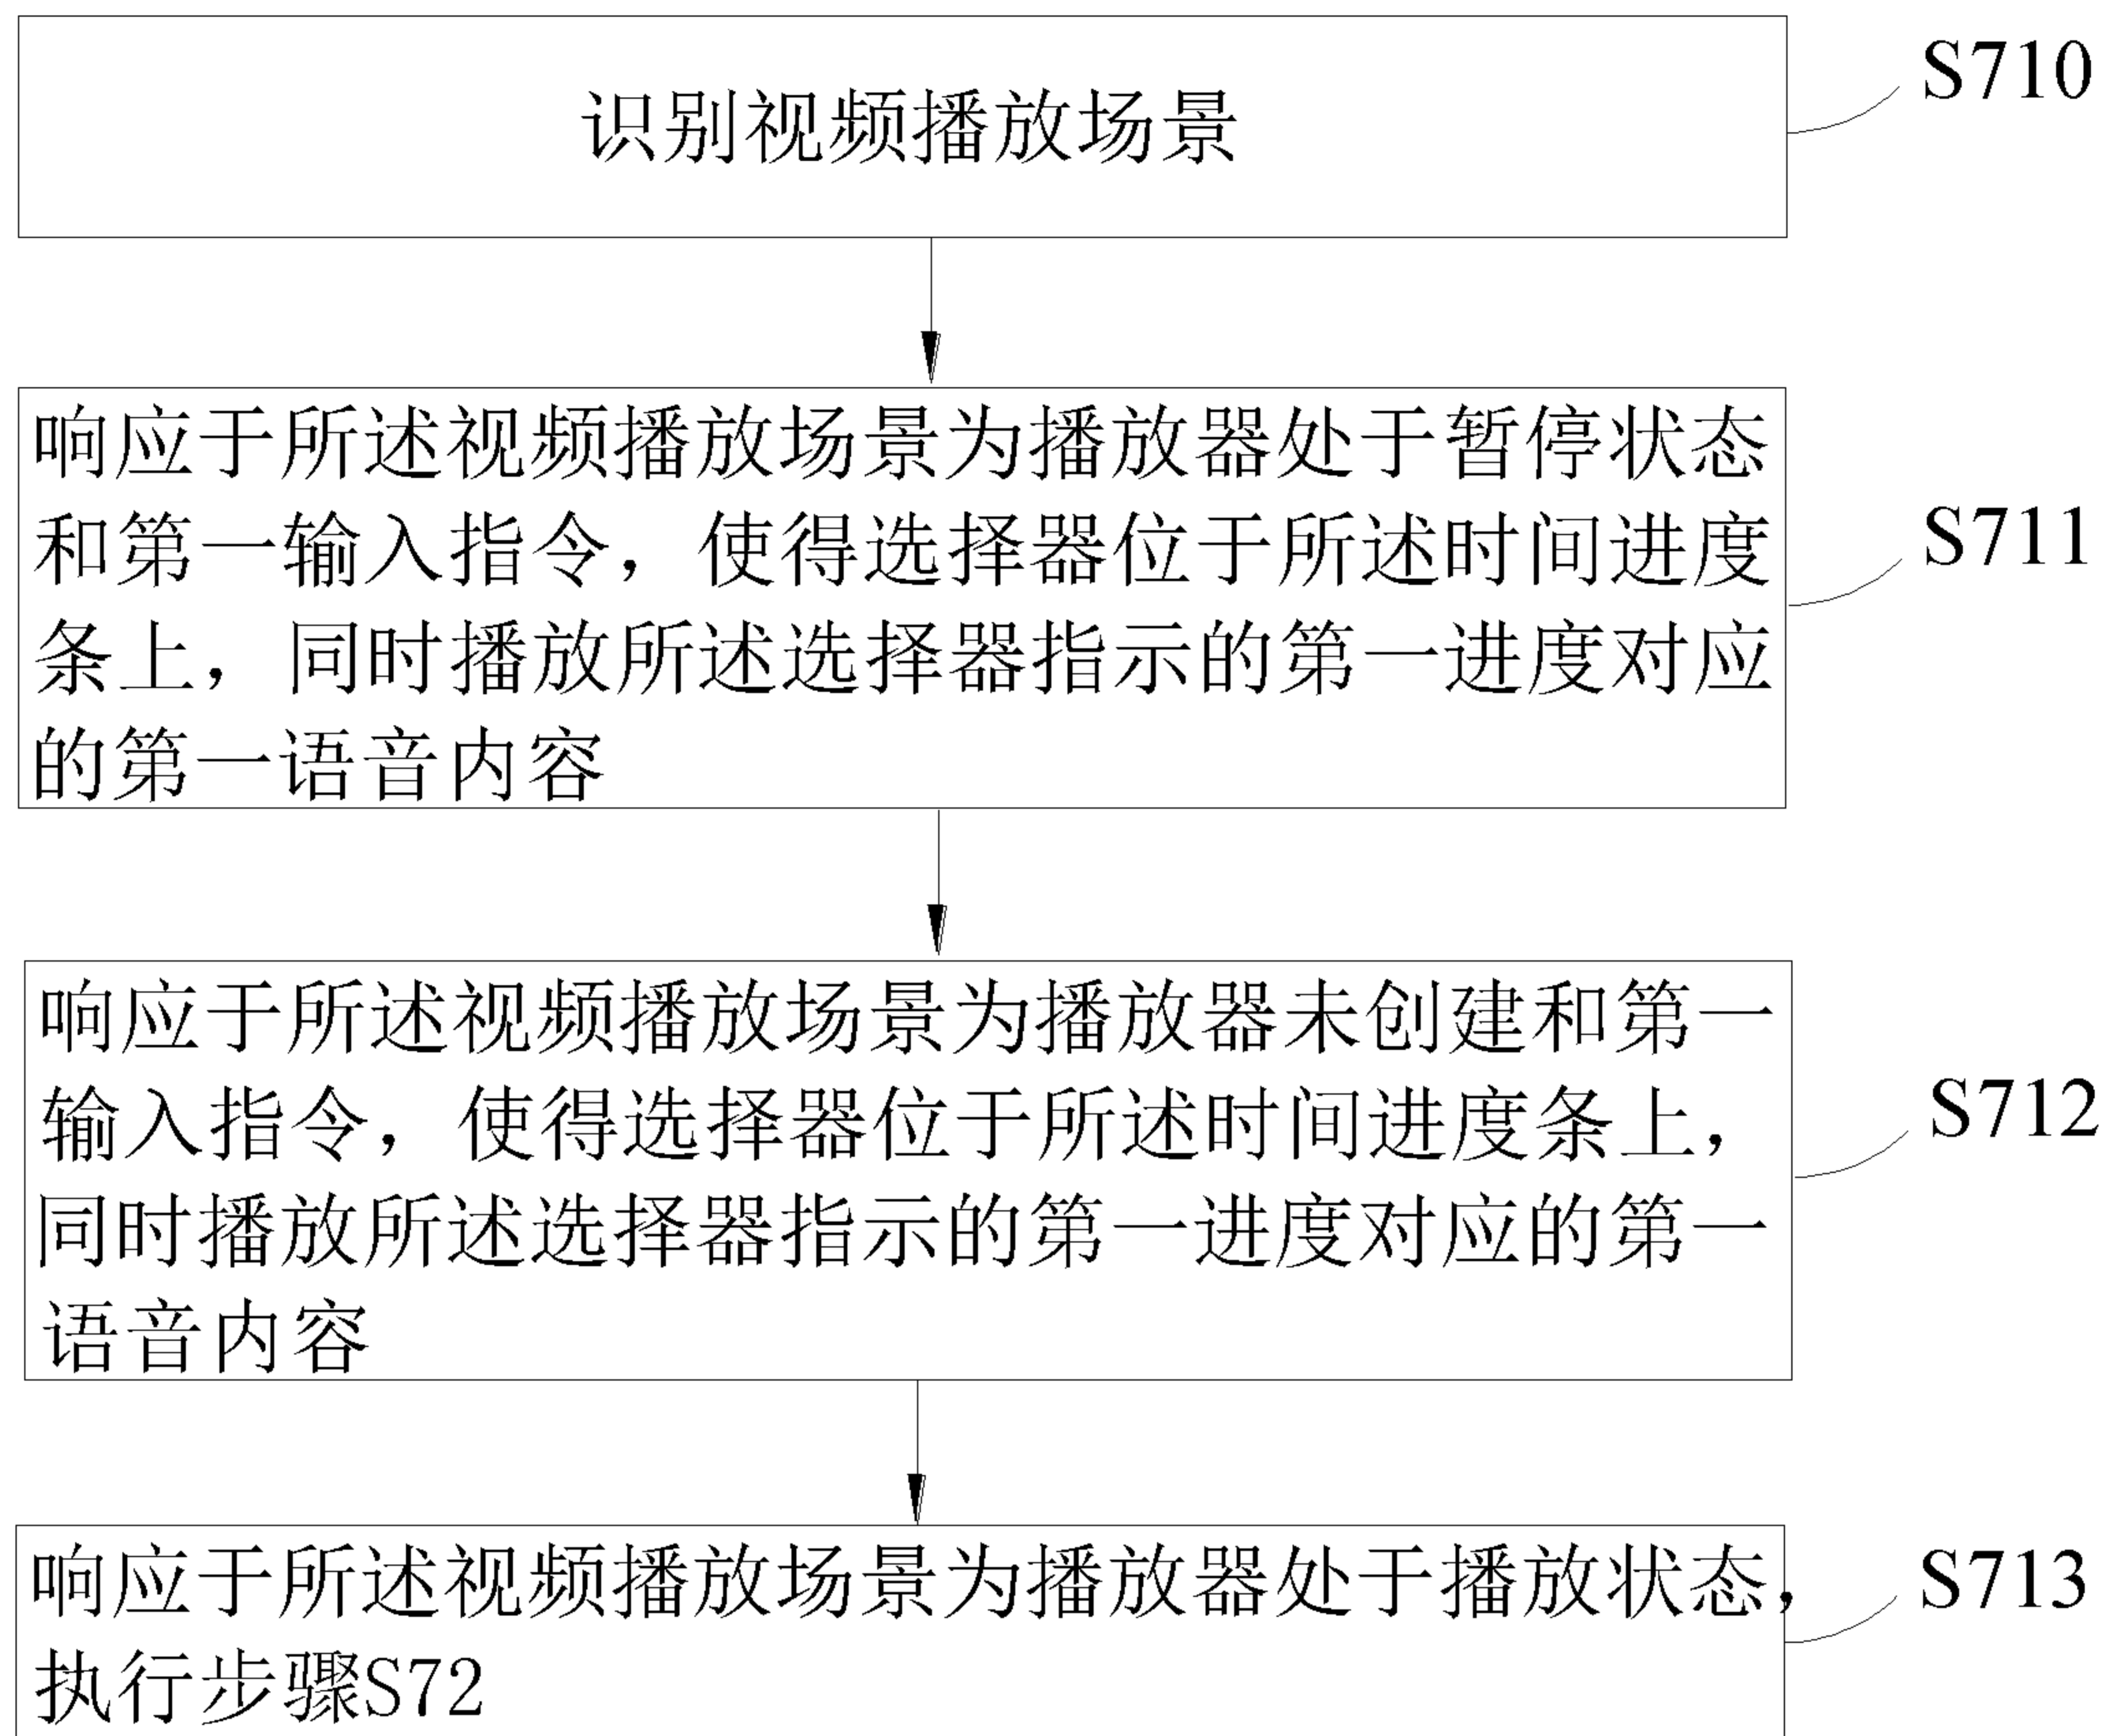 识别视频播放场景
S710
响应于所述视频播放场景为播放器处于暂停状态
和第一输入指令，使得选择器位于所述时间进度
条上，同时播放所述选择器指示的第一进度对应
的第一语音内容
S711
响应于所述视频播放场景为播放器未创建和第一
输入指令，使得选择器位于所述时间进度条上，
同时播放所述选择器指示的第一进度对应的第一
语音内容
S712
响应于所述视频播放场景为播放器处于播放状态，
执行步骤S72
S713